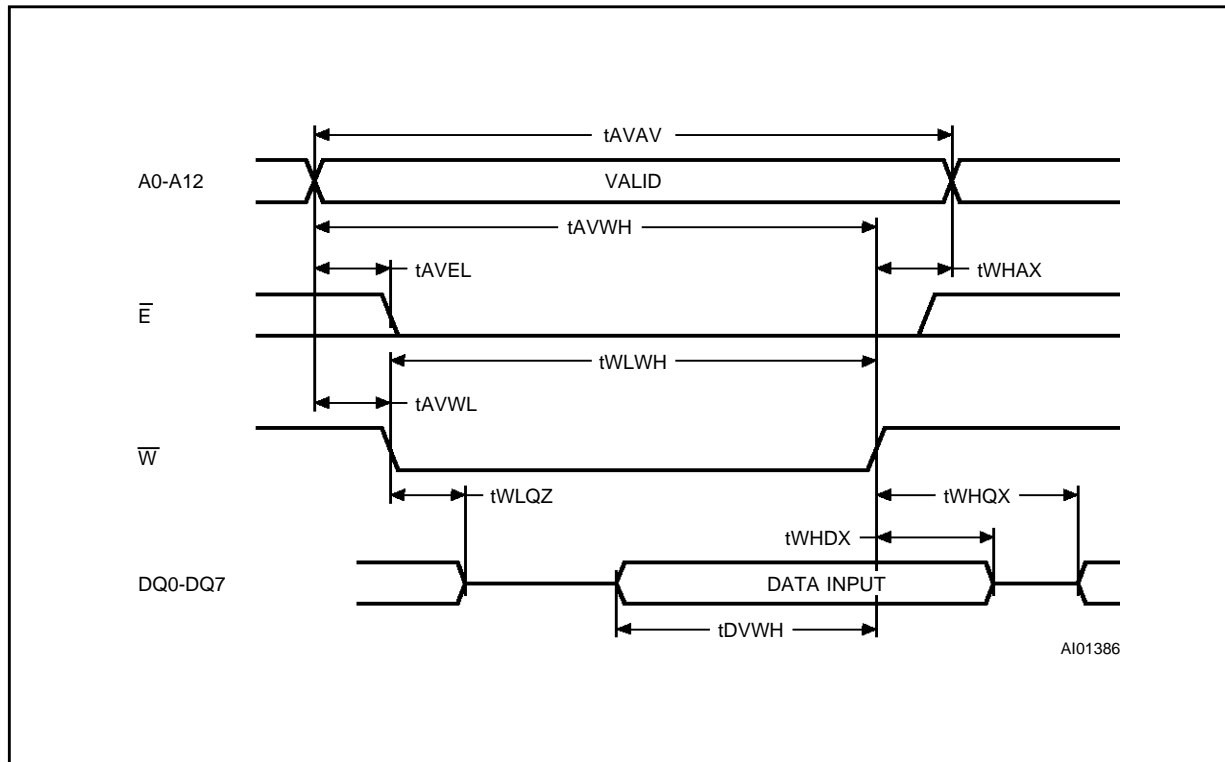 tAVAV
A0-A12
VALID
tAVWH
tAVEL
tWHAX
E̅
tWLWH
tAVWL
W̅
tWLQZ
tWHQX
tWHDX
DQ0-DQ7
DATA INPUT
tDVWH
AI01386